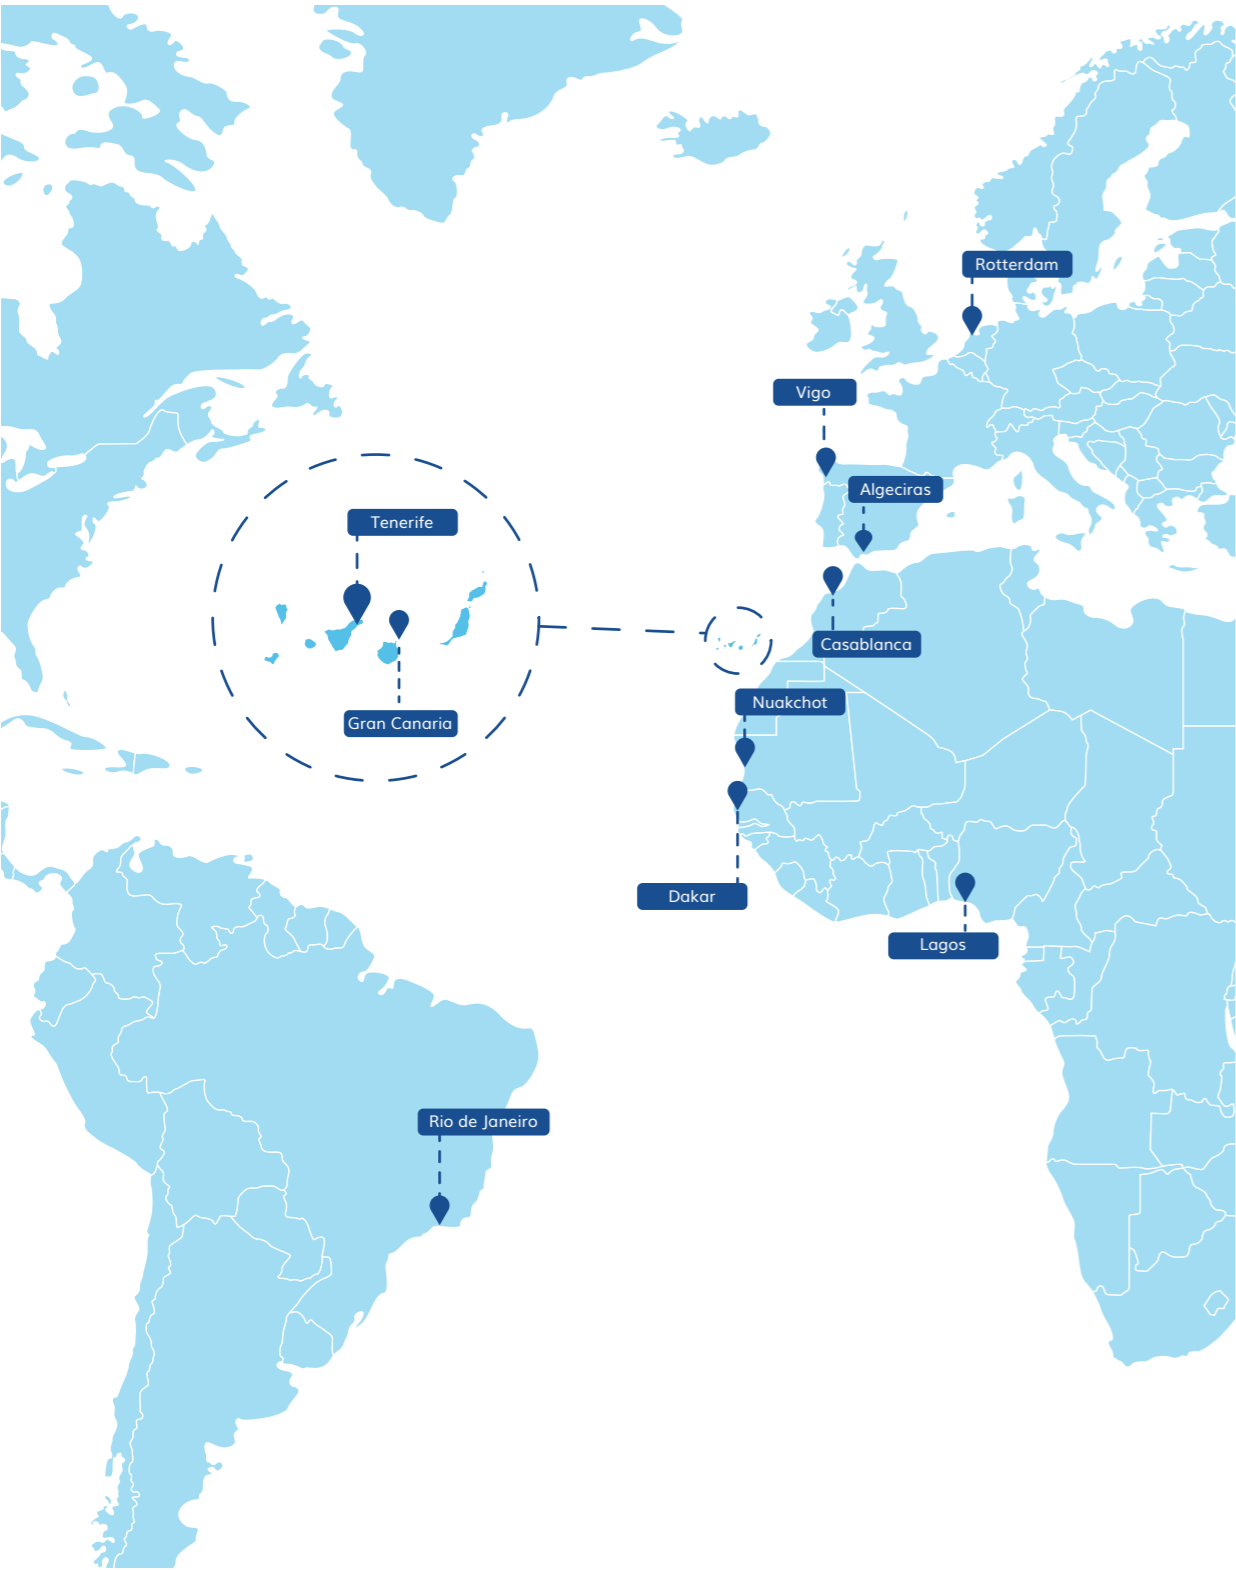 Rotterdam
Vigo
Algeciras
Tenerife
Casablanca
Nuakchot
Gran Canaria
Dakar
Lagos
Rio de Janeiro